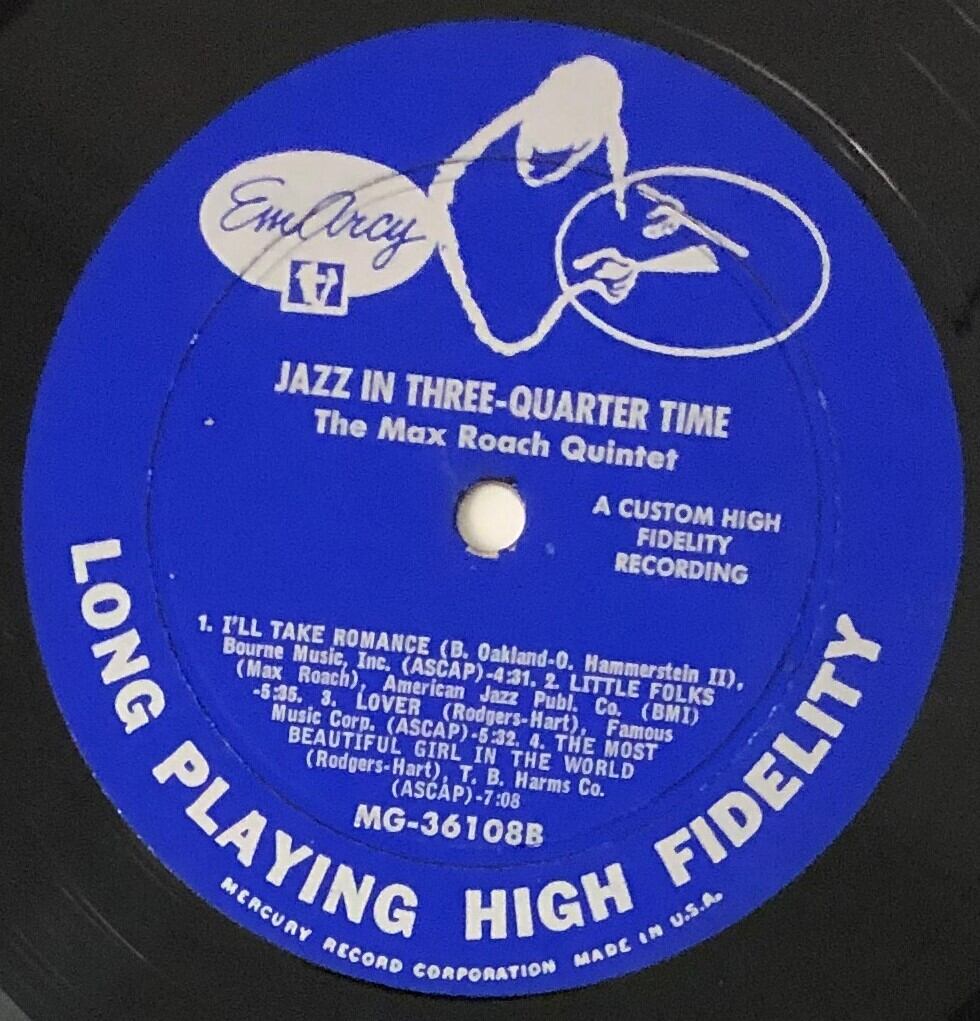 EmArcy
JAZZ IN THREE-QUARTER TIME
The Max Roach Quintet
A CUSTOM HIGH
FIDELITY
RECORDING
1. I'LL TAKE ROMANCE (B. Oakland-O. Hammerstein II),
Bourne Music, Inc. (ASCAP)-4:31. 2. LITTLE FOLKS
(Max Roach), American Jazz Publ. Co. (BMI)
-5:35. 3. LOVER (Rodgers-Hart), Famous
Music Corp. (ASCAP)-5:32. 4. THE MOST
BEAUTIFUL GIRL IN THE WORLD
(Rodgers-Hart), T. B. Harms Co.
(ASCAP)-7:08
MG-36108B
LONG PLAYING HIGH FIDELITY
MERCURY RECORD CORPORATION MADE IN U.S.A.